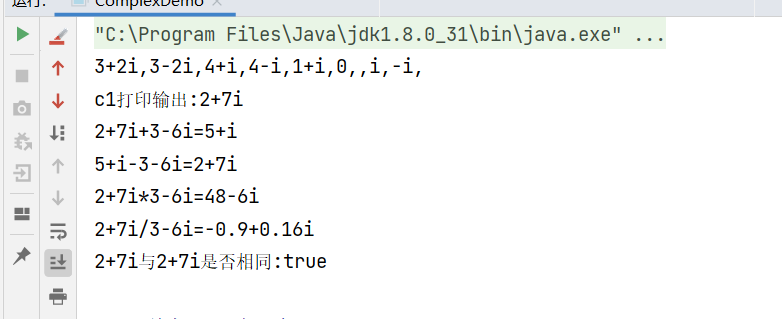 运行:
ComplexDemo
"C:\Program Files\Java\jdk1.8.0_31\bin\java.exe" ...
3+2i,3-2i,4+i,4-i,1+i,0,,i,-i,
c1打印输出:2+7i
2+7i+3-6i=5+i
5+i-3-6i=2+7i
2+7i*3-6i=48-6i
2+7i/3-6i=-0.9+0.16i
2+7i与2+7i是否相同:true